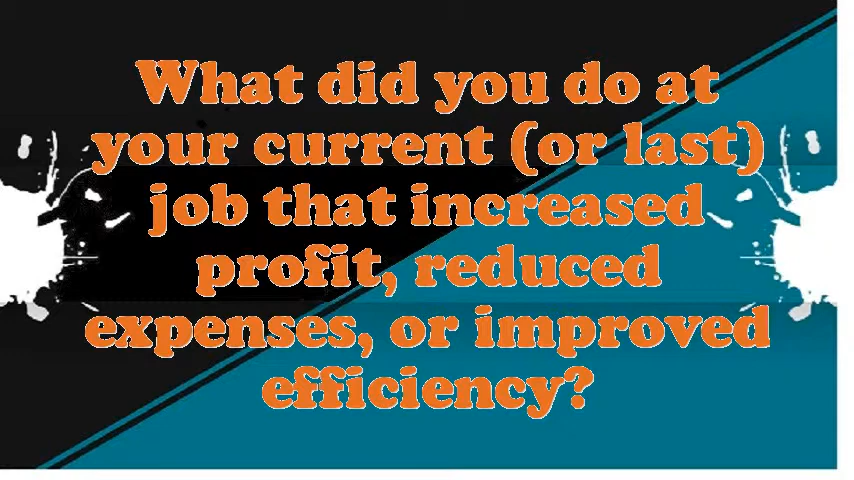 What did you do at
your current (or last)
job that increased
profit, reduced
expenses, or improved
efficiency?